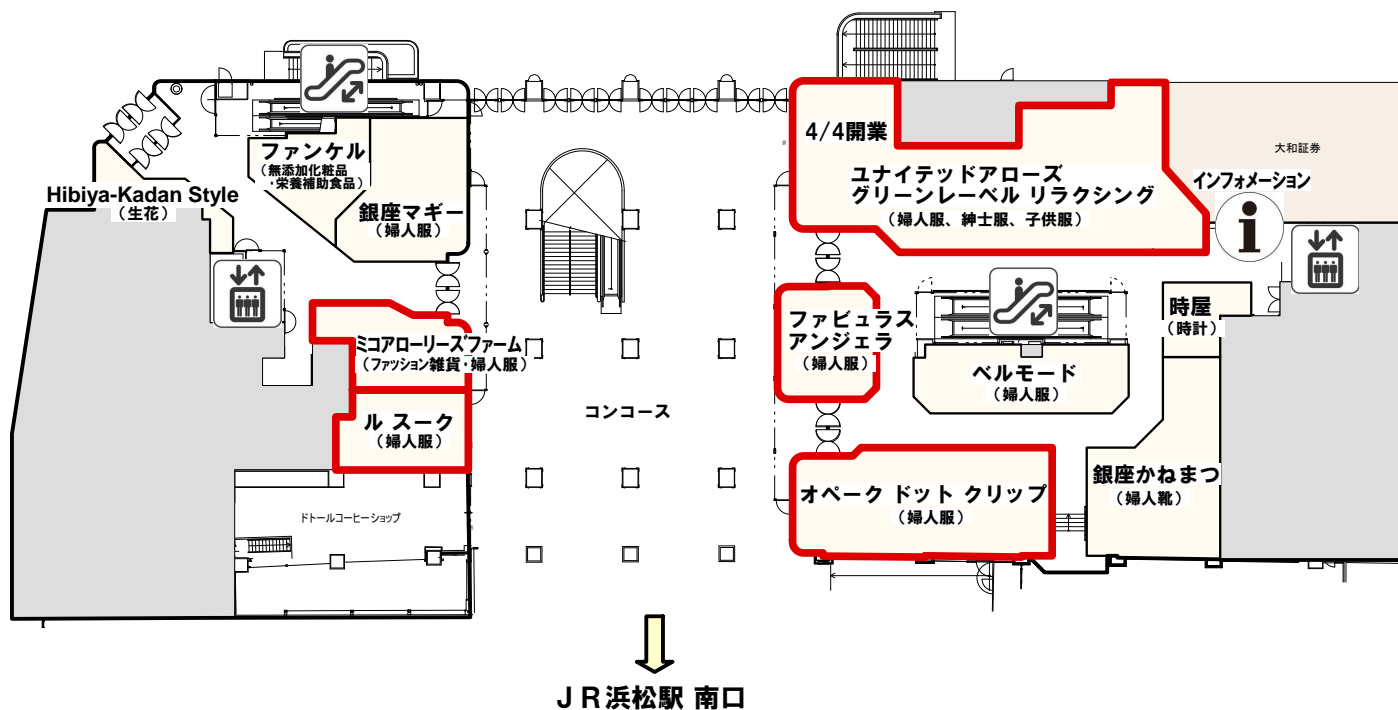 ファンケル
(無添加化粧品
・栄養補助食品)
Hibiya-Kadan Style
(生花)
銀座マギー
(婦人服)
ミコアローリーズファーム
(ファッション雑貨・婦人服)
ル スーク
(婦人服)
ドトールコーヒーショップ
コンコース
4/4開業
ユナイテッドアローズ
グリーンレーベル リラクシング
(婦人服、紳士服、子供服)
大和証券
インフォメーション
i
ファビュラス
アンジェラ
(婦人服)
ベルモード
(婦人服)
時屋
(時計)
オペーク ドット クリップ
(婦人服)
銀座かねまつ
(婦人靴)
JR浜松駅 南口